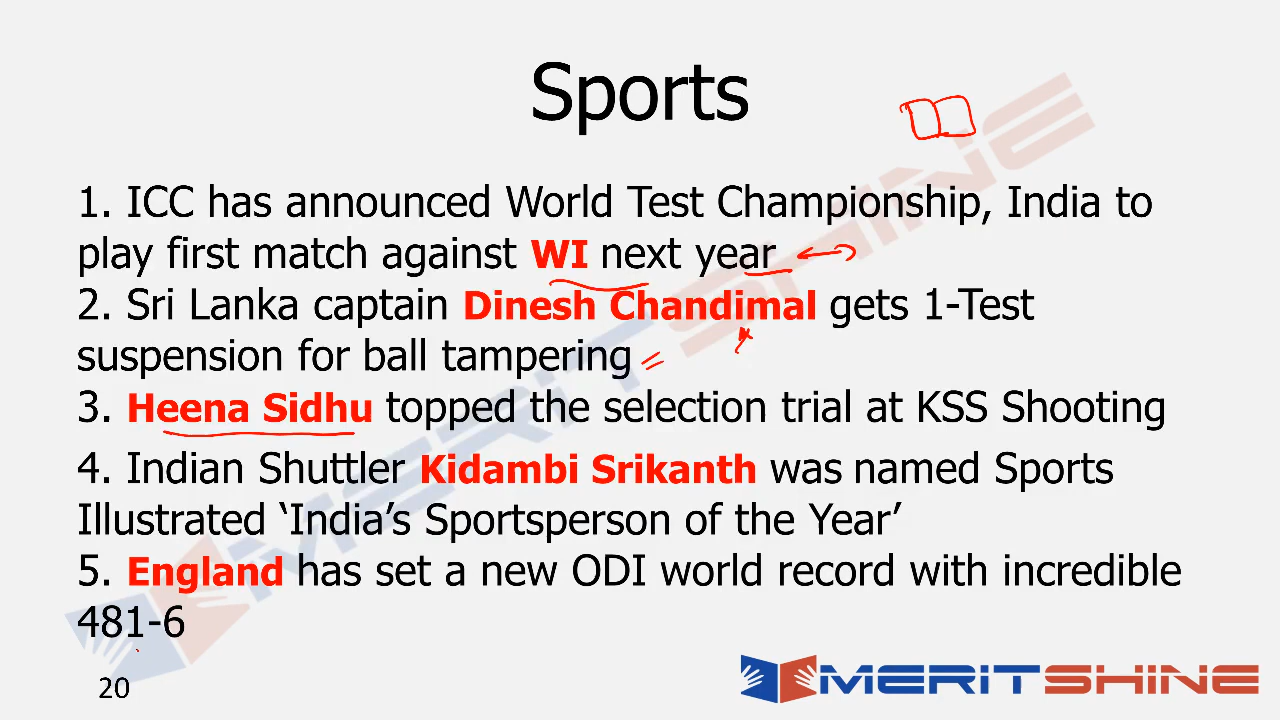 Sports
1. ICC has announced World Test Championship, India to
play first match against WI next year
2. Sri Lanka captain Dinesh Chandimal gets 1-Test
suspension for ball tampering
3. Heena Sidhu topped the selection trial at KSS Shooting
4. Indian Shuttler Kidambi Srikanth was named Sports
Illustrated ‘India’s Sportsperson of the Year’
5. England has set a new ODI world record with incredible
481-6
20
MERITSHINE
MERITSHINE